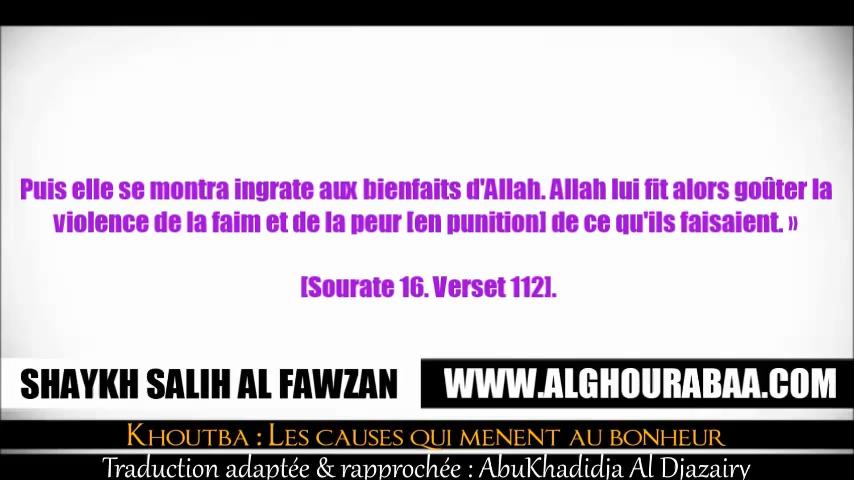 Puis elle se montra ingrate aux bienfaits d'Allah. Allah lui fit alors goûter la
violence de la faim et de la peur [en punition] de ce qu'ils faisaient. »
[Sourate 16. Verset 112].
SHAYKH SALIH AL FAWZAN
WWW.ALGHOURABAA.COM
Khoutba : Les causes qui menent au bonheur
Traduction adaptée & rapprochée : AbuKhadidja Al Djazairy